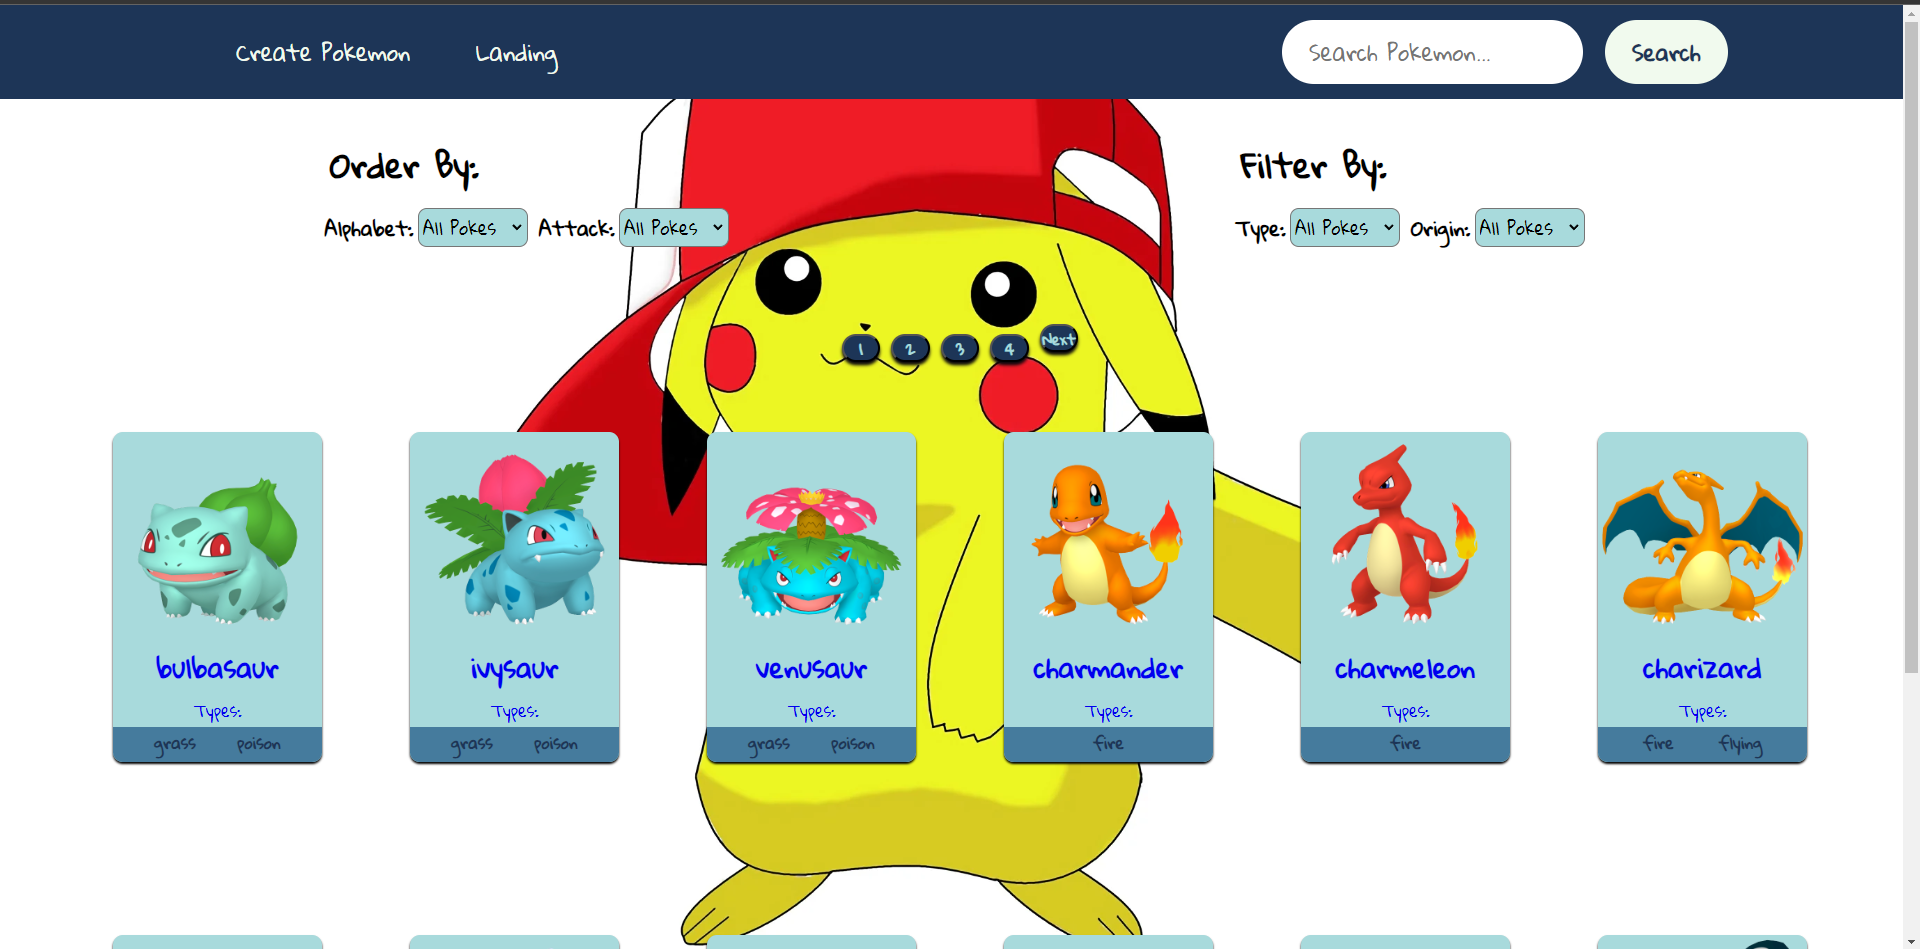 Create Pokemon Landing Search Pokemon... Search
Order By: Filter By:
Alphabet: All Pokes Attack: All Pokes Type: All Pokes Origin: All Pokes
1 2 3 4 Next
bulbasaur ivysaur venusaur charmander charmeleon charizard
Types: Types: Types: Types: Types: Types:
grass poison grass poison grass poison fire fire fire flying